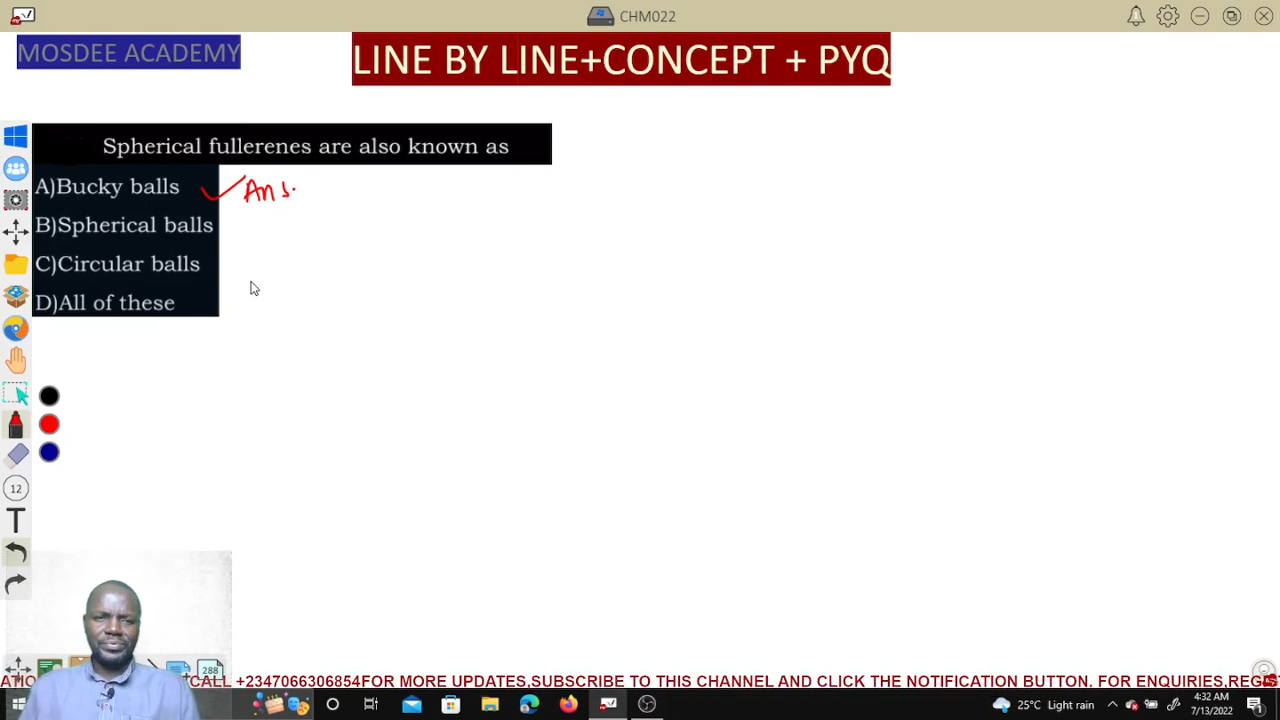 CHM022
MOSDEE ACADEMY
LINE BY LINE+CONCEPT + PYQ
Spherical fullerenes are also known as
A)Bucky balls
Ans.
B)Spherical balls
C)Circular balls
D)All of these
12
T
288
CALL +2347066306854FOR MORE UPDATES,SUBSCRIBE TO THIS CHANNEL AND CLICK THE NOTIFICATION BUTTON. FOR ENQUIRIES,
25°C Light rain
4:32 AM
7/13/2022